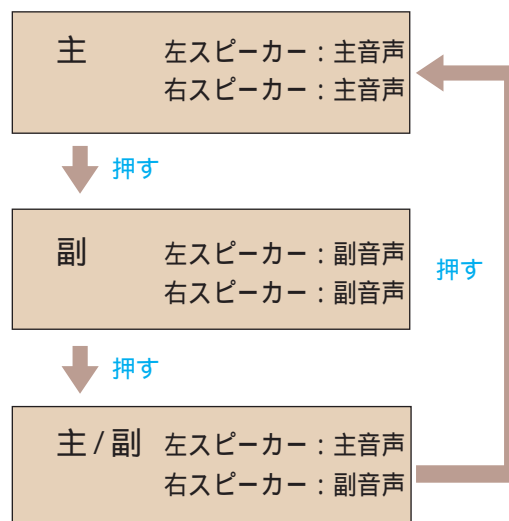 主 左スピーカー：主音声
右スピーカー：主音声
押す
副 左スピーカー：副音声
右スピーカー：副音声
押す
押す
主/副 左スピーカー：主音声
右スピーカー：副音声